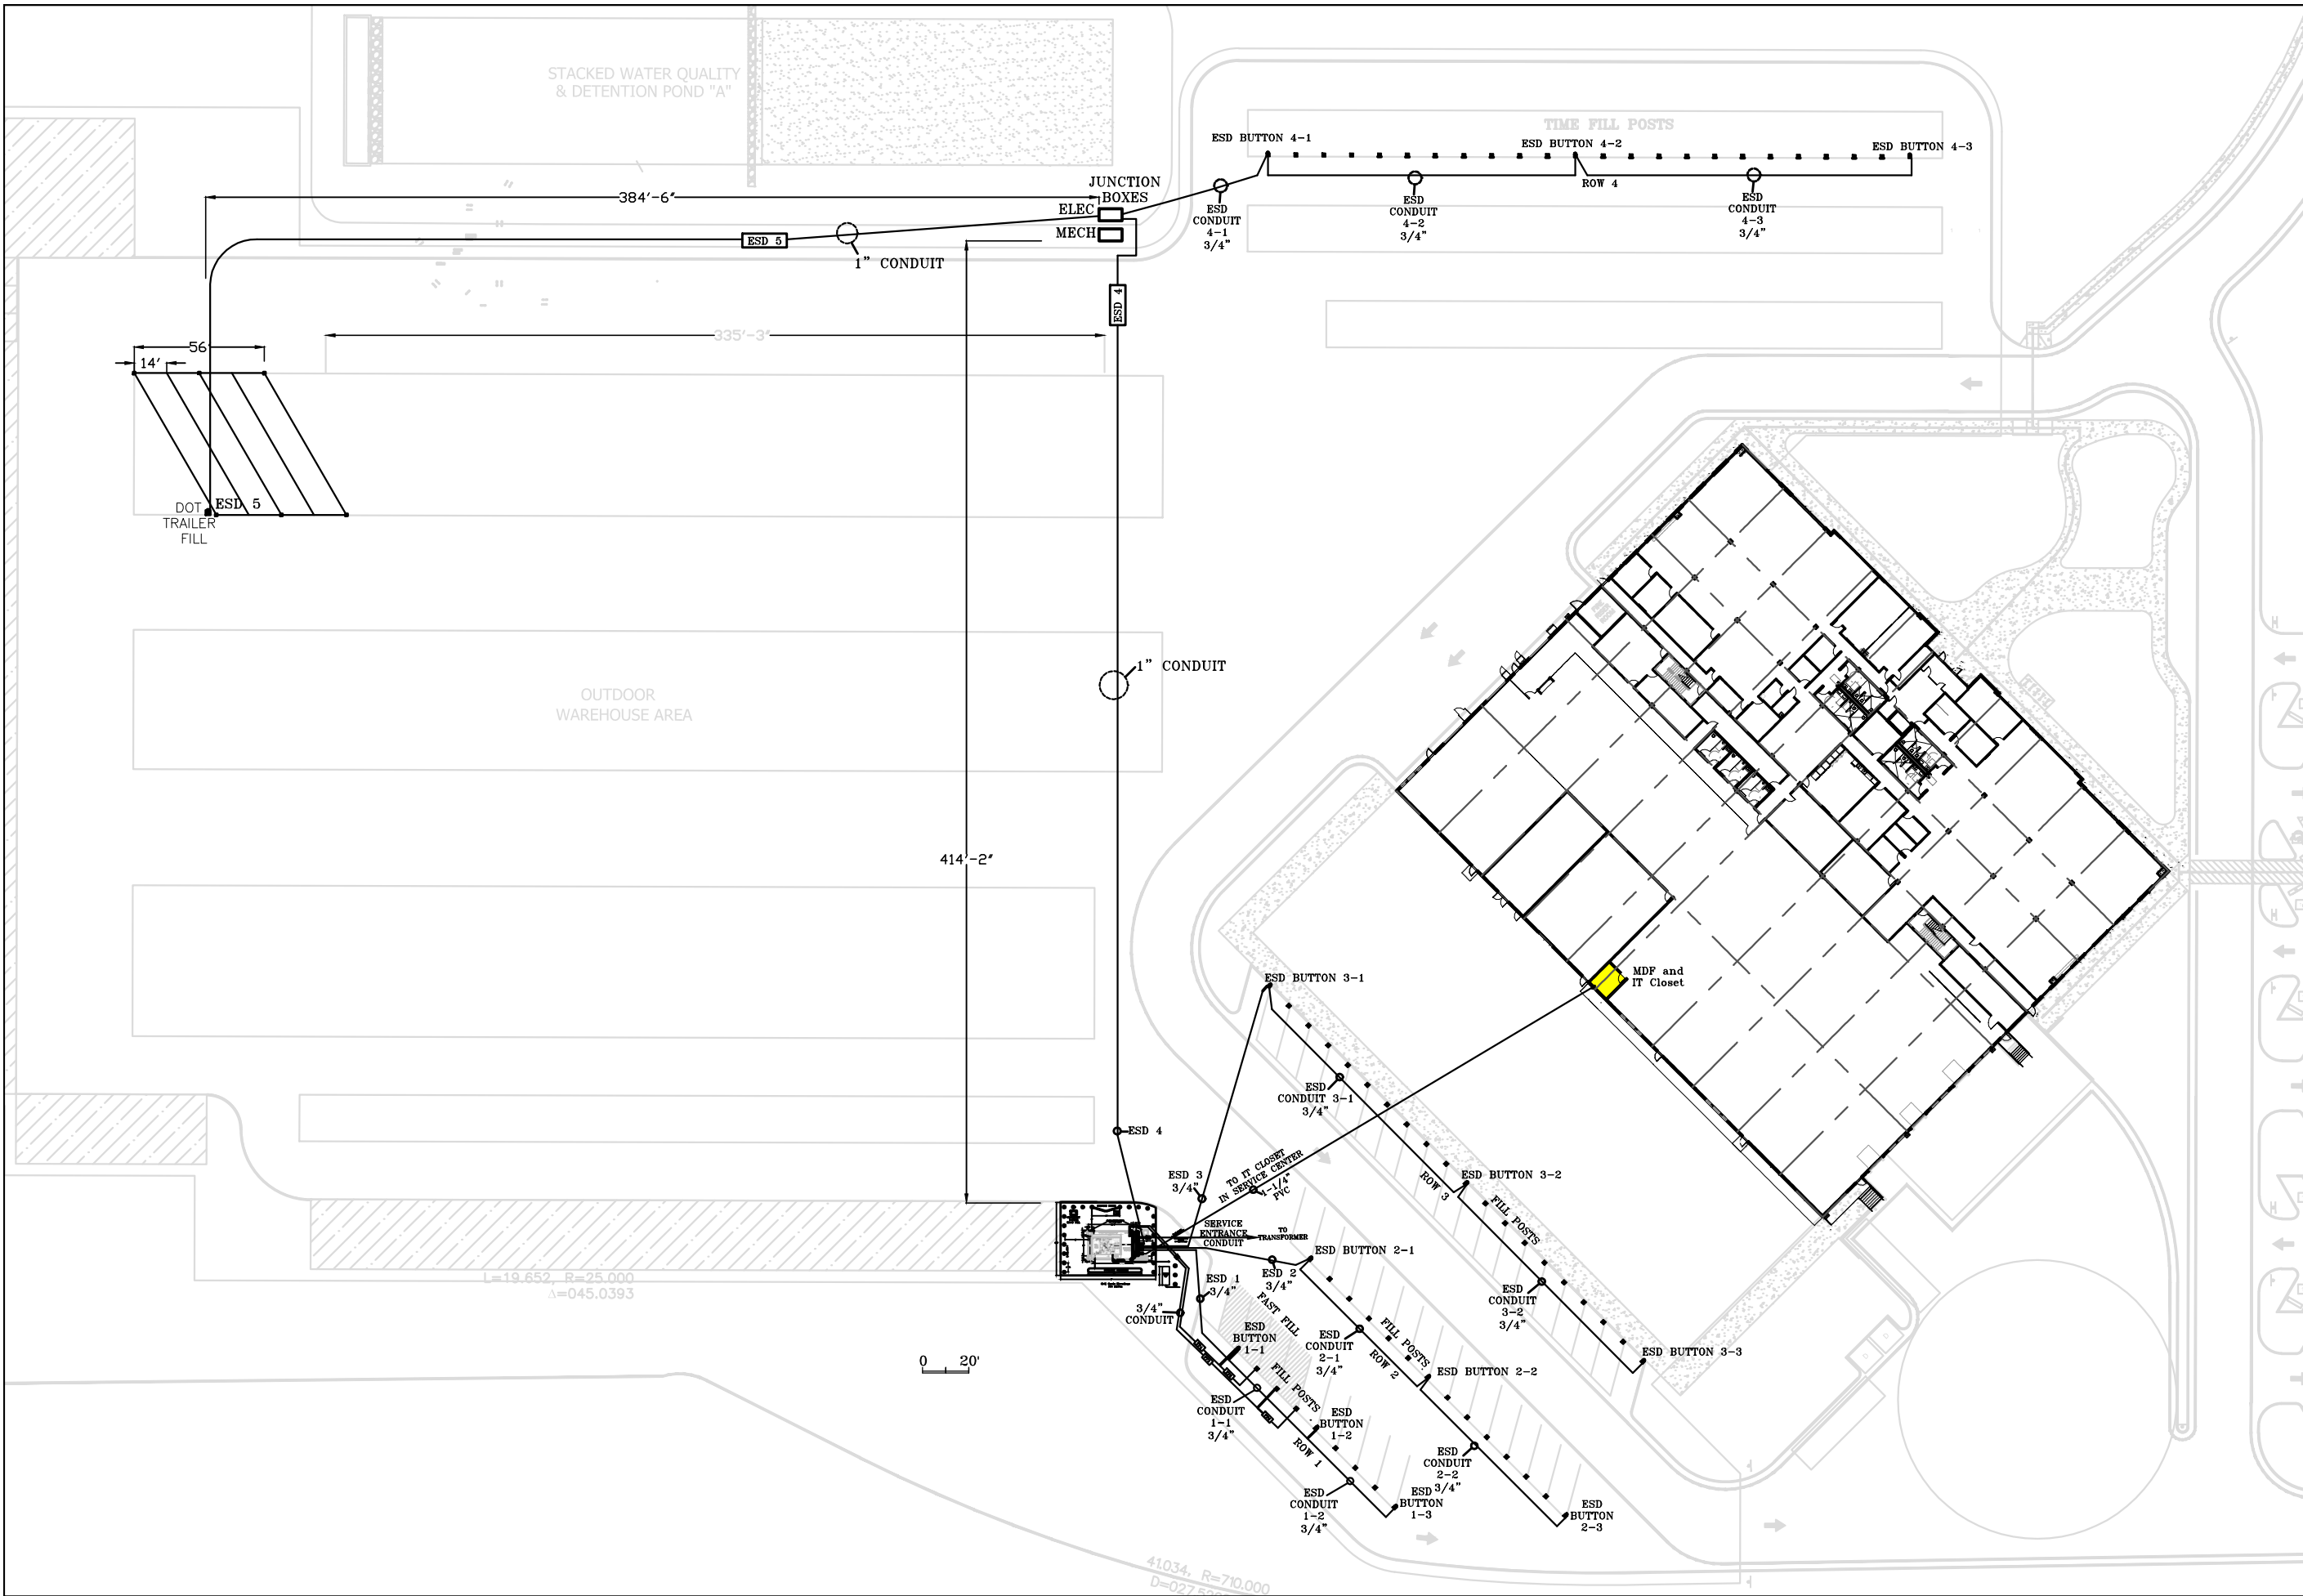 STACKED WATER QUALITY
& DETENTION POND "A"
TIME FILL POSTS
ESD BUTTON 4-1
ESD BUTTON 4-2
ESD BUTTON 4-3
ROW 4
ESD
CONDUIT
4-1
3/4"
ESD
CONDUIT
4-2
3/4"
ESD
CONDUIT
4-3
3/4"
JUNCTION
BOXES
ELEC
MECH
384'-6"
ESD 5
1" CONDUIT
ESD 4
335'-3"
56'
14'
DOT
TRAILER
FILL
ESD 5
1" CONDUIT
OUTDOOR
WAREHOUSE AREA
414'-2"
MDF and
IT Closet
ESD BUTTON 3-1
ESD
CONDUIT 3-1
3/4"
ESD 4
ESD 3
3/4"
TO IT CLOSET
IN SERVICE CENTER
1-1/4"
PVC
ROW 3
ESD BUTTON 3-2
FILL POSTS
SERVICE
ENTRANCE
CONDUIT
TO
TRANSFORMER
ESD BUTTON 2-1
ESD 2
3/4"
ESD 1
3/4"
3/4"
CONDUIT
FAST FILL
ESD
BUTTON
1-1
FILL POSTS
ESD
CONDUIT
2-1
3/4"
FILL POSTS
ROW 2
ESD
CONDUIT
3-2
3/4"
ESD BUTTON 3-3
ESD BUTTON 2-2
ESD
CONDUIT
1-1
3/4"
ESD
BUTTON
1-2
ROW 1
ESD
CONDUIT
2-2
3/4"
ESD
CONDUIT
1-2
3/4"
ESD
BUTTON
1-3
ESD
BUTTON
2-3
L=19.652, R=25.000
Δ=045.0393
0 20'
41.034, R=710.000